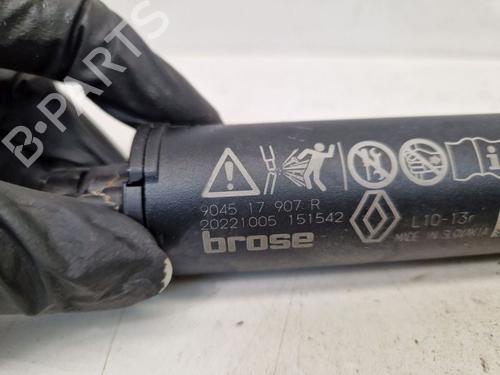 B-PARTS
9045 17 907 R
20221005 151542
brose
L10-13r
MADE IN SLOVAKIA